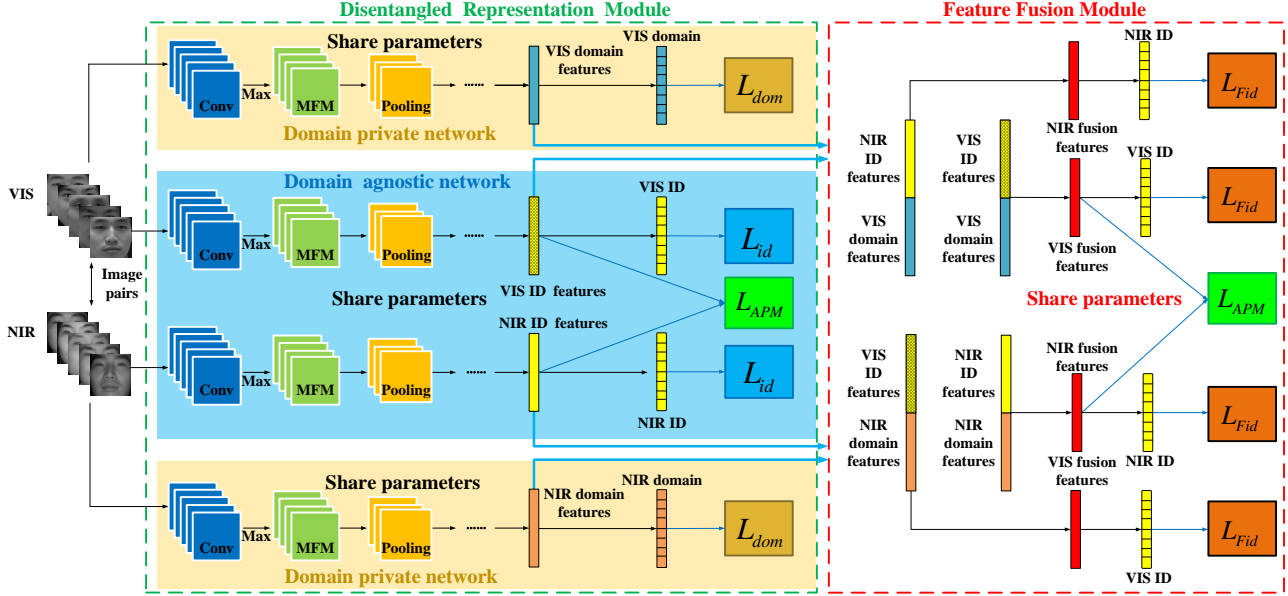 Disentangled Representation Module
Share parameters
Conv
Max
MFM
Pooling
......
VIS domain
features
VIS domain
L_dom
Domain private network
VIS
Image
pairs
NIR
Domain agnostic network
Conv
Max
MFM
Pooling
......
VIS ID
L_id
VIS ID features
Share parameters
L_APM
NIR ID features
Conv
Max
MFM
Pooling
......
L_id
NIR ID
Share parameters
Conv
Max
MFM
Pooling
......
NIR domain
features
NIR domain
L_dom
Domain private network
Feature Fusion Module
NIR ID
L_Fid
NIR fusion
features
NIR
ID
features
VIS
domain
features
VIS
ID
features
VIS
domain
features
VIS ID
L_Fid
VIS fusion
features
Share parameters
L_APM
VIS
ID
features
NIR
domain
features
NIR
ID
features
NIR
domain
features
NIR fusion
features
NIR ID
L_Fid
VIS fusion
features
VIS ID
L_Fid